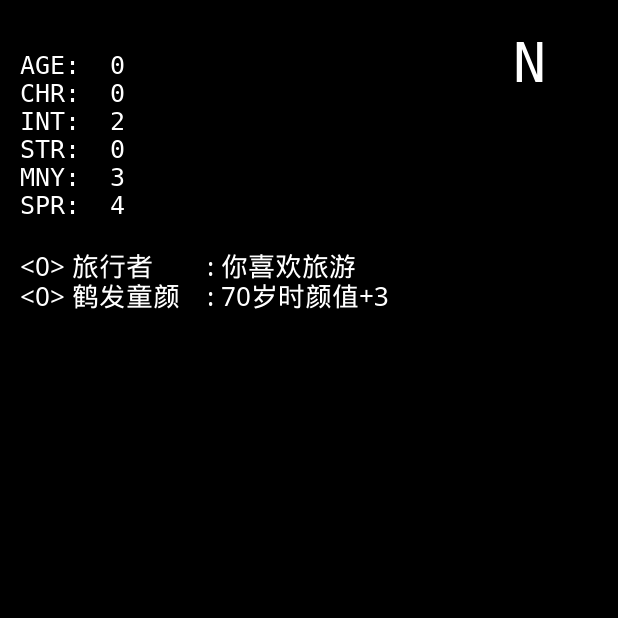 N
AGE: 0
CHR: 0
INT: 2
STR: 0
MNY: 3
SPR: 4
<O> 旅行者 :你喜欢旅游
<O> 鹤发童颜 :70岁时颜值+3